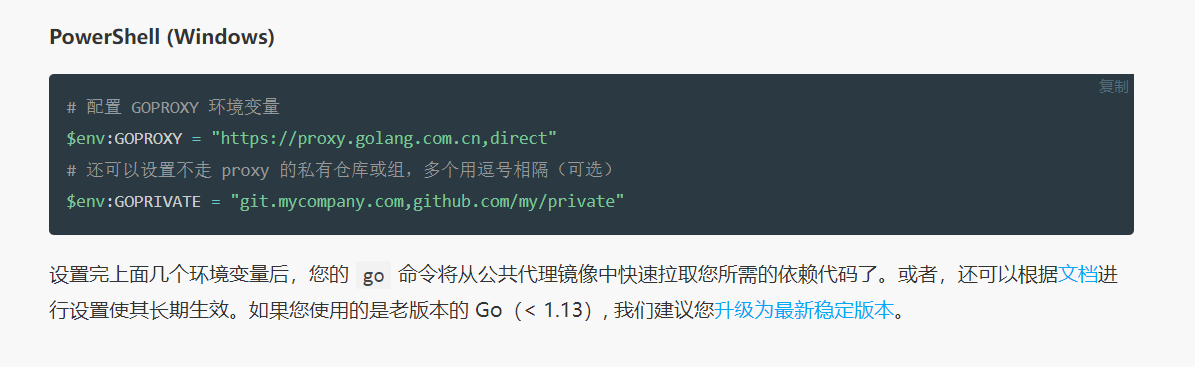 PowerShell (Windows)
复制
# 配置 GOPROXY 环境变量
$env:GOPROXY = "https://proxy.golang.com.cn,direct"
# 还可以设置不走 proxy 的私有仓库或组，多个用逗号相隔（可选）
$env:GOPRIVATE = "git.mycompany.com,github.com/my/private"
设置完上面几个环境变量后，您的 go 命令将从公共代理镜像中快速拉取您所需的依赖代码了。或者，还可以根据文档进
行设置使其长期生效。如果您使用的是老版本的 Go（< 1.13）, 我们建议您升级为最新稳定版本。